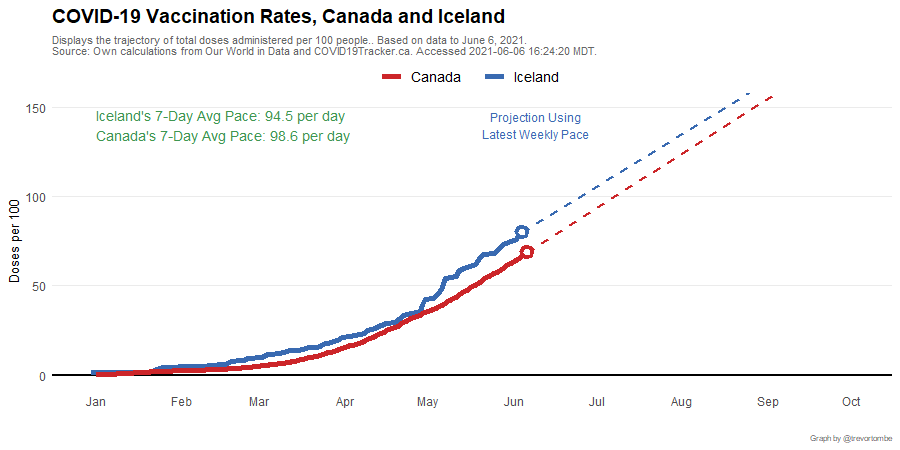 COVID-19 Vaccination Rates, Canada and Iceland
Displays the trajectory of total doses administered per 100 people.. Based on data to June 6, 2021.
Source: Own calculations from Our World in Data and COVID19Tracker.ca. Accessed 2021-06-06 16:24:20 MDT.
Canada Iceland
150
Iceland's 7-Day Avg Pace: 94.5 per day
Canada's 7-Day Avg Pace: 98.6 per day
Projection Using
Latest Weekly Pace
100
Doses per 100
50
0
Jan Feb Mar Apr May Jun Jul Aug Sep Oct
Graph by @trevortombe